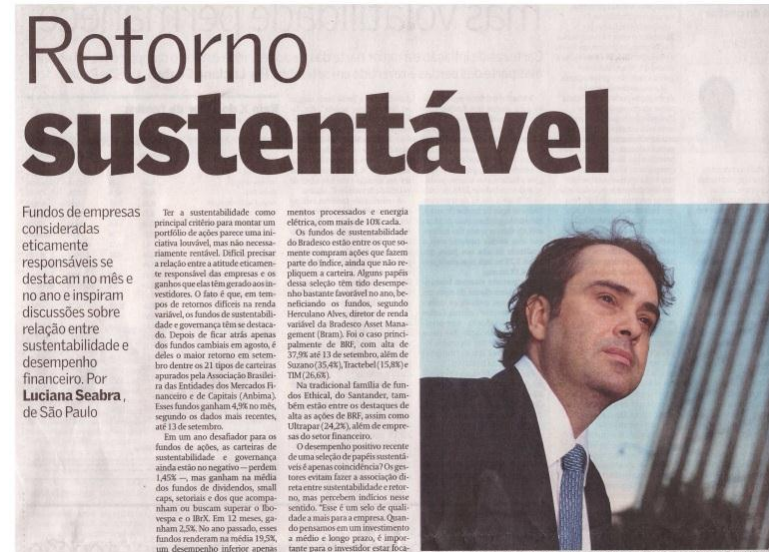 Retorno
sustentável
Fundos de empresas
consideradas
eticamente
responsáveis se
destacam no mês e
no ano e inspiram
discussões sobre
relação entre
sustentabilidade e
desempenho
financeiro. Por
Luciana Seabra,
de São Paulo
Ter a sustentabilidade como
principal critério para montar um
portfólio de ações parece uma ini-
ciativa louvável, mas não necessa-
riamente rentável. Difícil precisar
a relação entre a atitude eticamen-
te responsável das empresas e os
ganhos que elas têm gerado aos in-
vestidores. O fato é que, em tem-
pos de retornos difíceis na renda
variável, os fundos de sustentabili-
dade e governança têm se destaca-
do. Depois de ficar atrás apenas
dos fundos cambiais em agosto, é
deles o maior retorno em setem-
bro dentre os 21 tipos de carteiras
apurados pela Associação Brasilei-
ra das Entidades dos Mercados Fi-
nanceiro e de Capitais (Anbima).
Esses fundos ganham 4,9% no mês,
segundo os dados mais recentes,
até 13 de setembro.
Em um ano desafiador para os
fundos de ações, as carteiras de
sustentabilidade e governança
ainda estão no negativo — perdem
1,45% —, mas ganham na média
dos fundos de dividendos, small
caps, setoriais e dos que acompa-
nham ou buscam superar o Ibo-
vespa e o IBrX. Em 12 meses, ga-
nham 2,5%. No ano passado, esses
fundos renderam na média 19,5%,
um desempenho inferior apenas
mentos processados e energia
elétrica, com mais de 10% cada.
Os fundos de sustentabilidade
do Bradesco estão entre os que so-
mente compram ações que fazem
parte do índice, ainda que não re-
pliquem a carteira. Alguns papéis
dessa seleção têm tido desempe-
nho bastante favorável no ano, be-
neficiando os fundos, segundo
Herculano Alves, diretor de renda
variável da Bradesco Asset Mana-
gement (Bram). Foi o caso princi-
palmente de BRF, com alta de
37,9% até 13 de setembro, além de
Suzano (35,4%), Tractebel (15,8%) e
TIM (26,6%).
Na tradicional família de fun-
dos Ethical, do Santander, tam-
bém estão entre os destaques de
alta as ações de BRF, assim como
Ultrapar (24,2%), além de empre-
sas do setor financeiro.
O desempenho positivo recente
de uma seleção de papéis sustentá-
veis é apenas coincidência? Os ges-
tores evitam fazer a associação di-
reta entre sustentabilidade e retor-
no, mas percebem indícios nesse
sentido. "Esse é um selo de quali-
dade a mais para a empresa. Quan-
do pensamos em um investimento
a médio e longo prazo, é impor-
tante para o investidor estar foca-